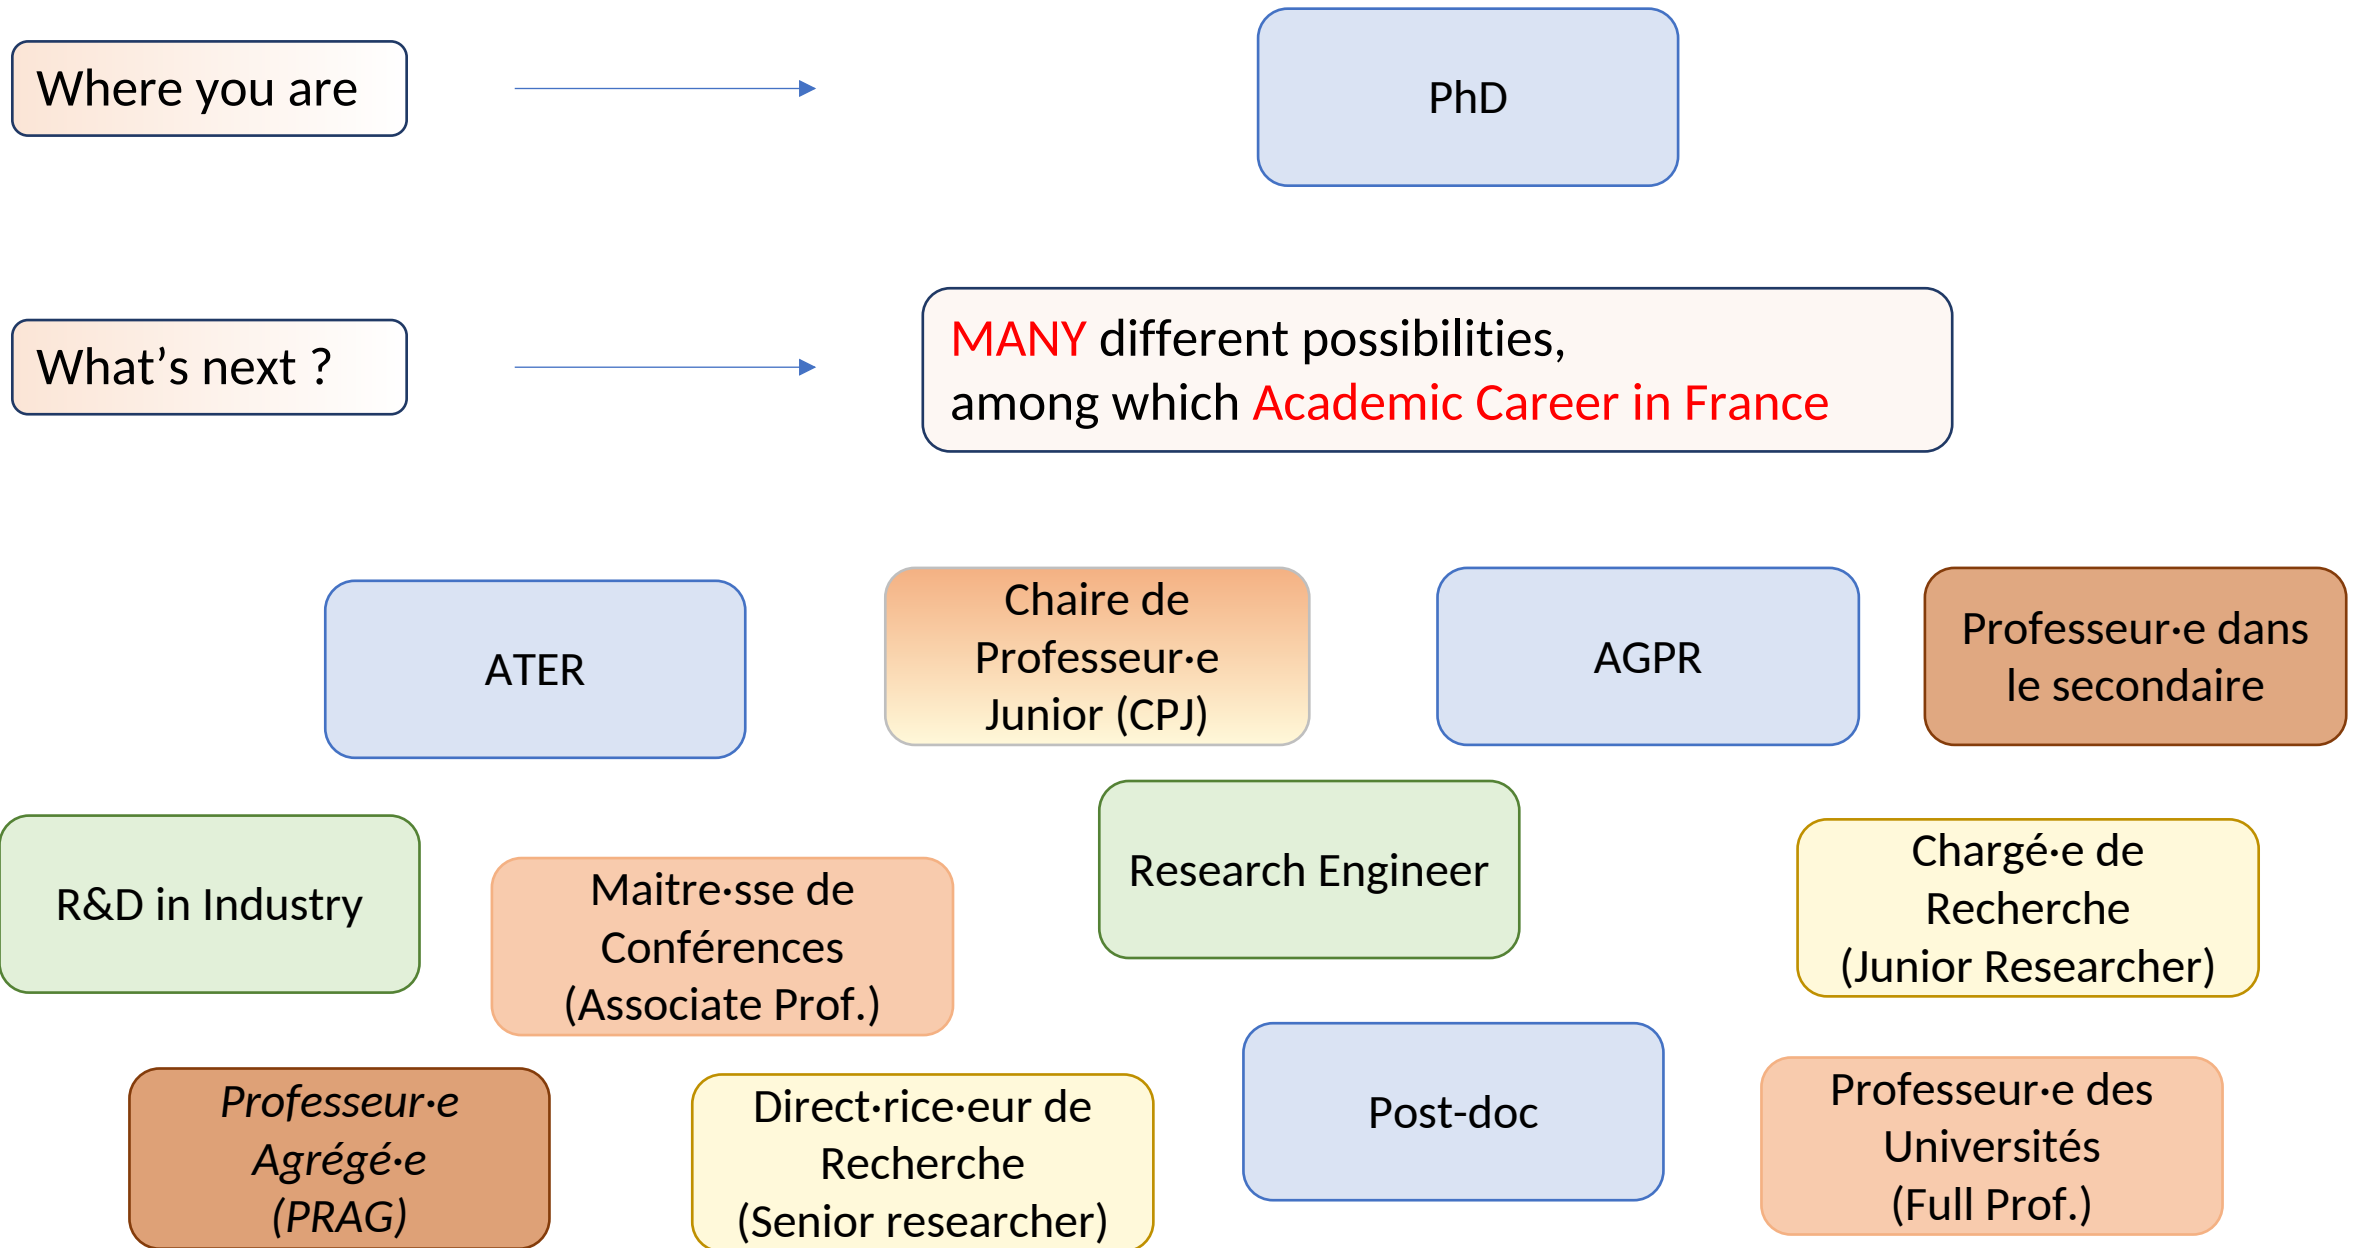 Where you are
PhD
What’s next ?
MANY different possibilities,
among which Academic Career in France
ATER
Chaire de
Professeur·e
Junior (CPJ)
AGPR
Professeur·e dans
le secondaire
R&D in Industry
Maitre·sse de
Conférences
(Associate Prof.)
Research Engineer
Chargé·e de
Recherche
(Junior Researcher)
Professeur·e
Agrégé·e
(PRAG)
Direct·rice·eur de
Recherche
(Senior researcher)
Post-doc
Professeur·e des
Universités
(Full Prof.)